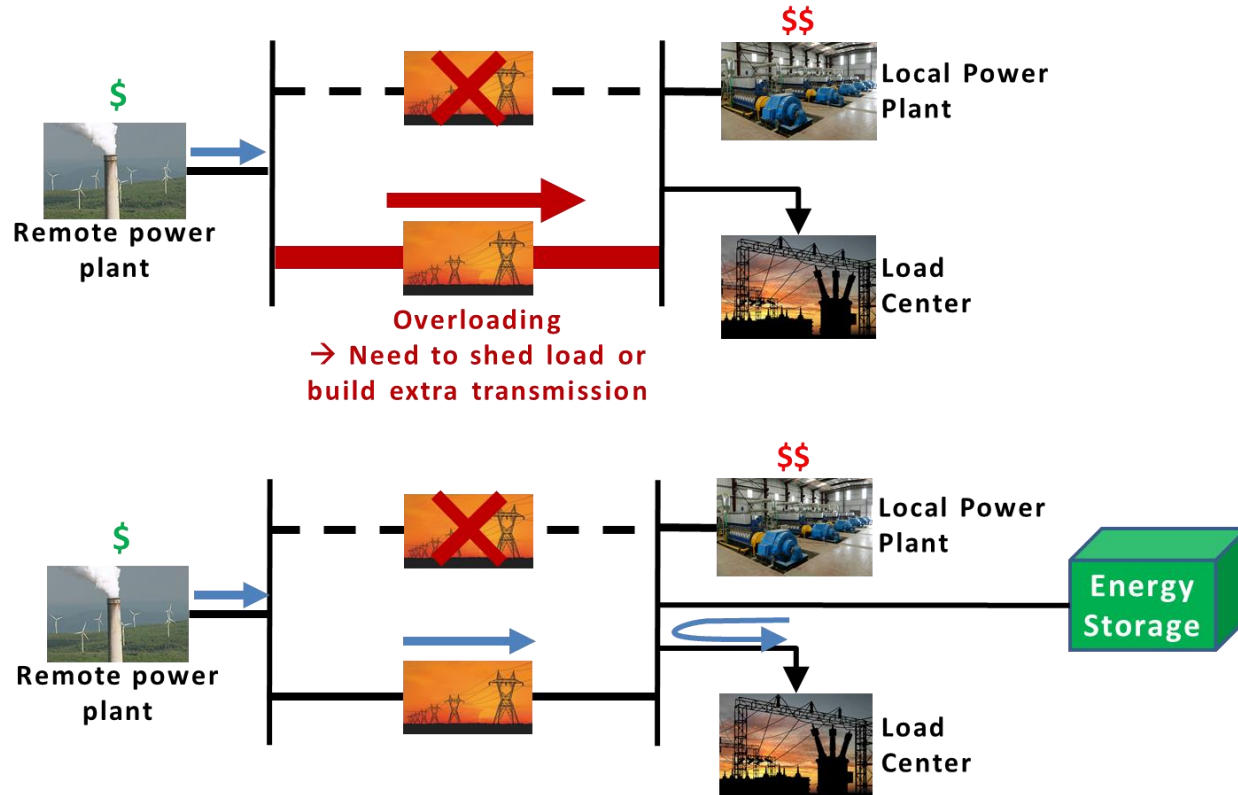 $$
Local Power
Plant
$
Remote power
plant
Load
Center
Overloading
→ Need to shed load or
build extra transmission
$$
Local Power
Plant
$
Energy
Storage
Remote power
plant
Load
Center